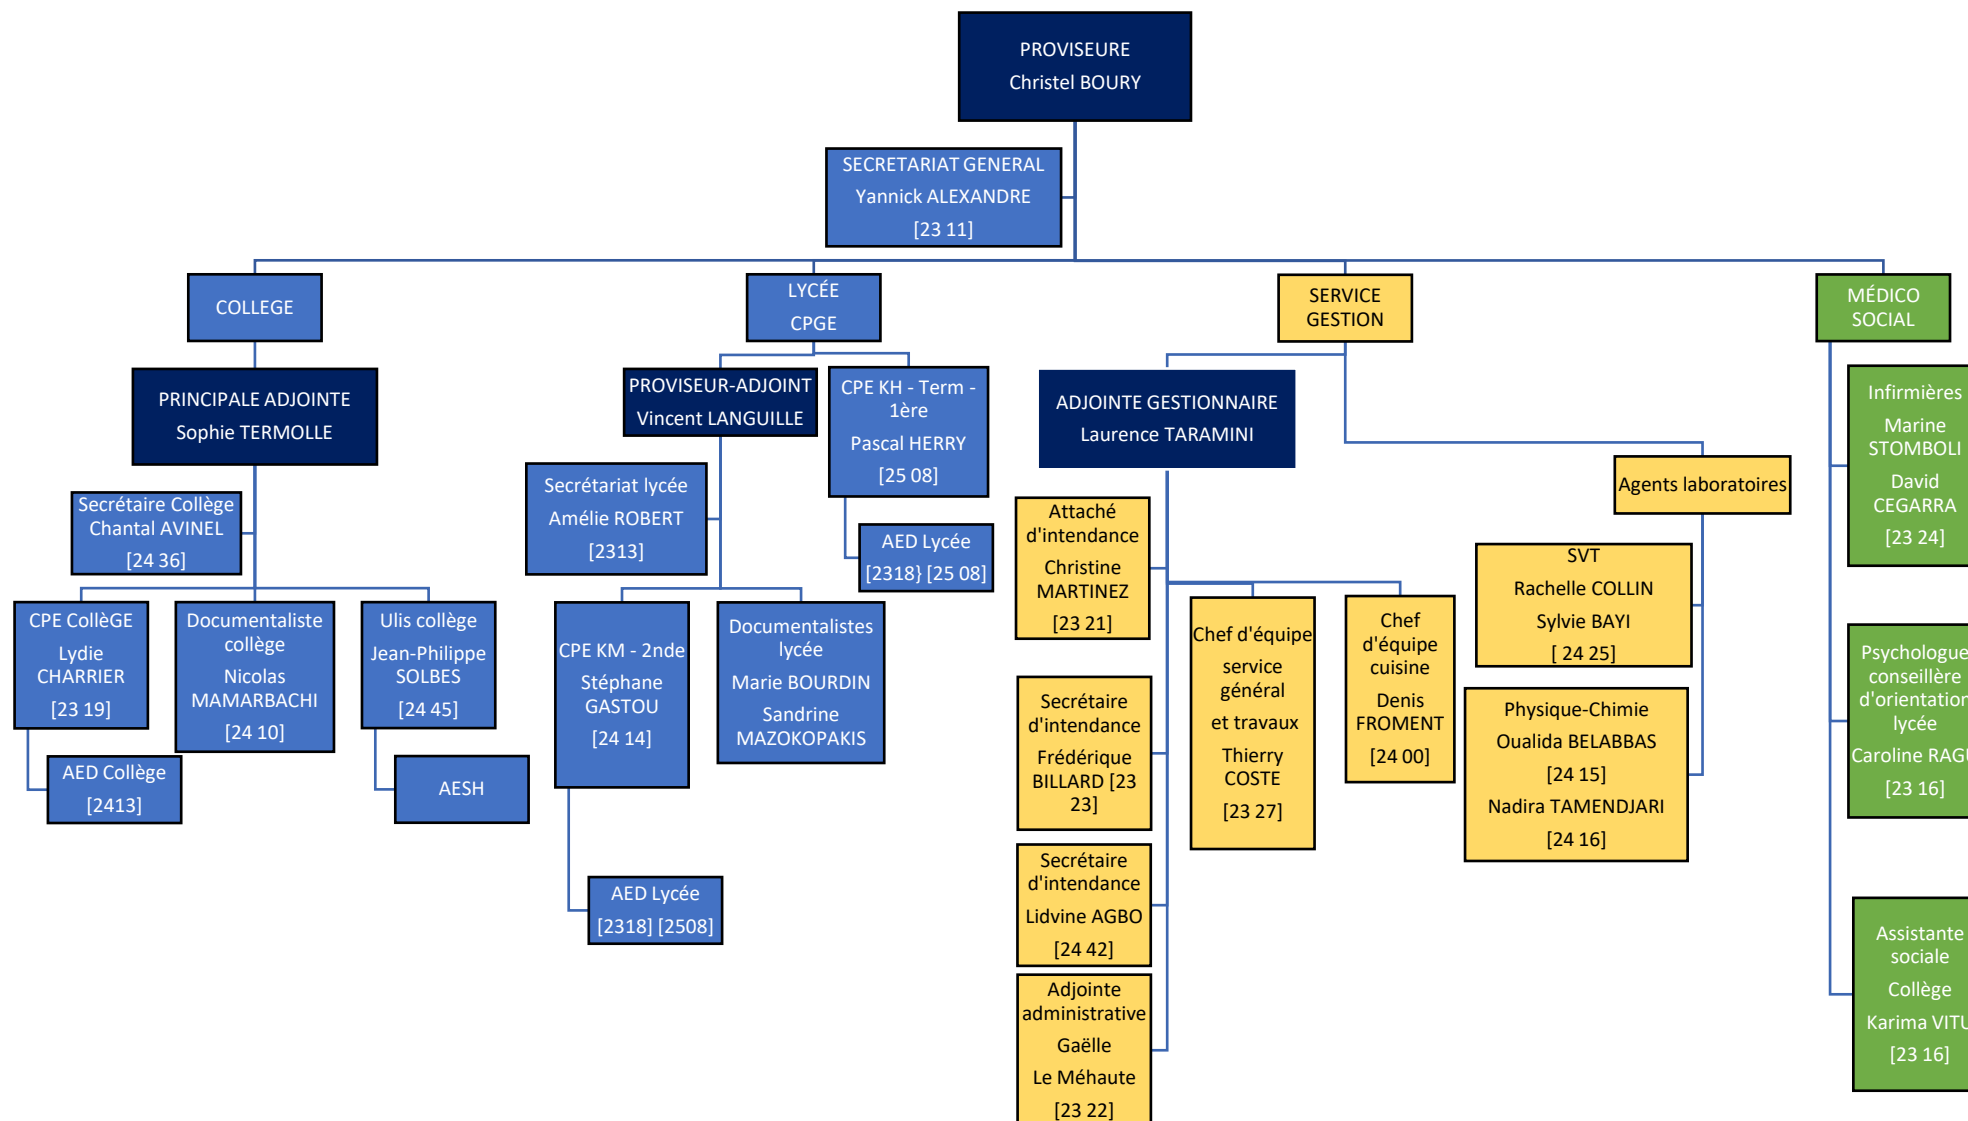 PROVISEURE
Christel BOURY
SECRETARIAT GENERAL
Yannick ALEXANDRE
[23 11]
COLLEGE
LYCÉE
CPGE
SERVICE
GESTION
MÉDICO
SOCIAL
PRINCIPALE ADJOINTE
Sophie TERMOLLE
PROVISEUR-ADJOINT
Vincent LANGUILLE
CPE KH - Term -
1ère
Pascal HERRY
[25 08]
ADJOINTE GESTIONNAIRE
Laurence TARAMINI
Infirmières
Marine
STOMBOLI
David
CEGARRA
[23 24]
Secrétaire Collège
Chantal AVINEL
[24 36]
Secrétariat lycée
Amélie ROBERT
[2313]
AED Lycée
[2318} [25 08]
Attaché
d'intendance
Christine
MARTINEZ
[23 21]
Agents laboratoires
SVT
Rachelle COLLIN
Sylvie BAYI
[ 24 25]
CPE CollèGE
Lydie
CHARRIER
[23 19]
Documentaliste
collège
Nicolas
MAMARBACHI
[24 10]
Ulis collège
Jean-Philippe
SOLBES
[24 45]
CPE KM - 2nde
Stéphane
GASTOU
[24 14]
Documentalistes
lycée
Marie BOURDIN
Sandrine
MAZOKOPAKIS
Chef d'équipe
service
général
et travaux
Thierry
COSTE
[23 27]
Chef
d'équipe
cuisine
Denis
FROMENT
[24 00]
Psychologue
conseillère
d'orientation
lycée
Caroline
[23 16]
Secrétaire
d'intendance
Frédérique
BILLARD [23
23]
Physique-Chimie
Oualida BELABBAS
[24 15]
Nadira TAMENDJARI
[24 16]
AED Collège
[2413]
AESH
AED Lycée
[2318] [2508]
Secrétaire
d'intendance
Lidvine AGBO
[24 42]
Assistante
sociale
Collège
Karima
[23 16]
Adjointe
administrative
Gaëlle
Le Méhaute
[23 22]